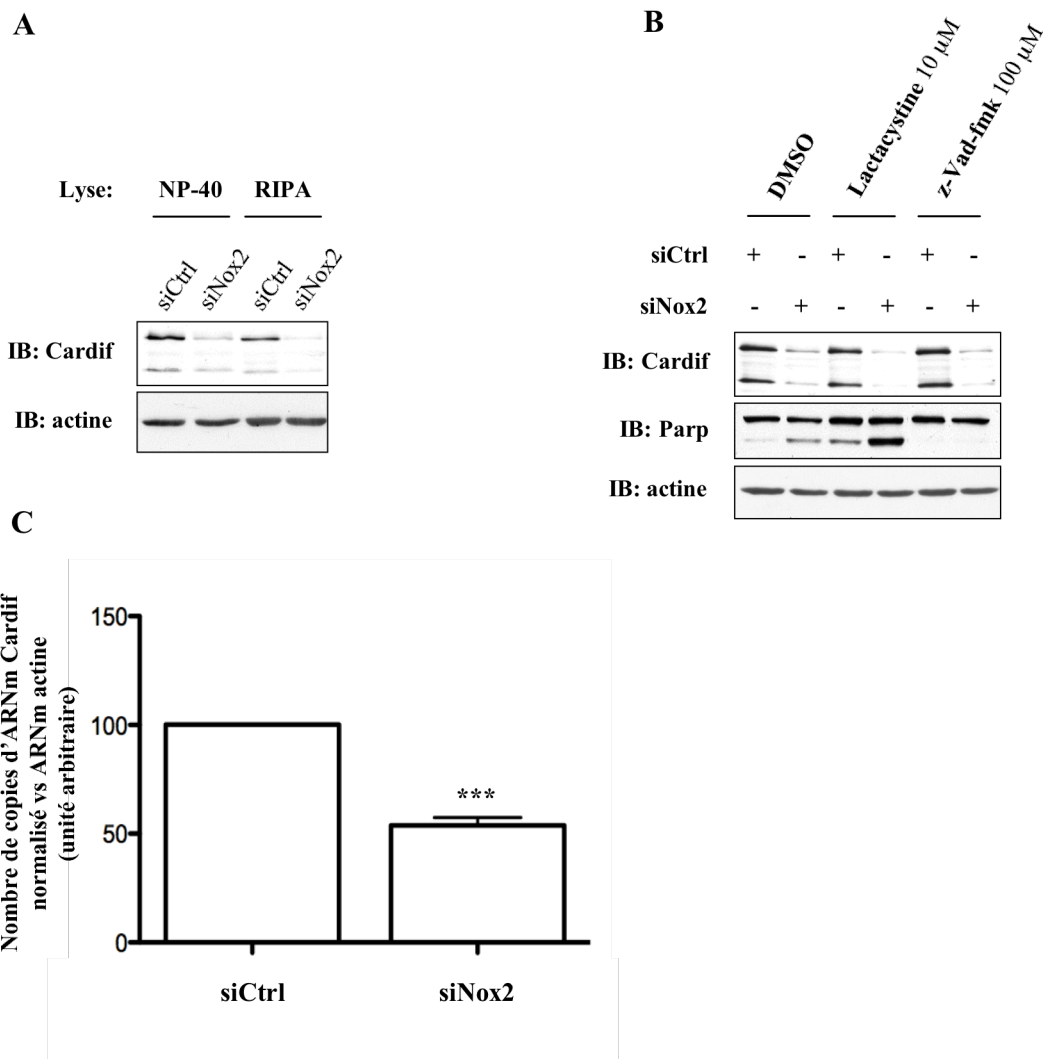 A
Lyse: NP-40 RIPA
siCtrl siNox2 siCtrl siNox2
IB: Cardif
IB: actine
B
DMSO Lactacystine 10 µM z-Vad-fmk 100 µM
siCtrl + - + - + -
siNox2 - + - + - +
IB: Cardif
IB: Parp
IB: actine
C
Nombre de copies d'ARNm Cardif
normalisé vs ARNm actine
(unité arbitraire)
150
100
50
0
***
siCtrl siNox2